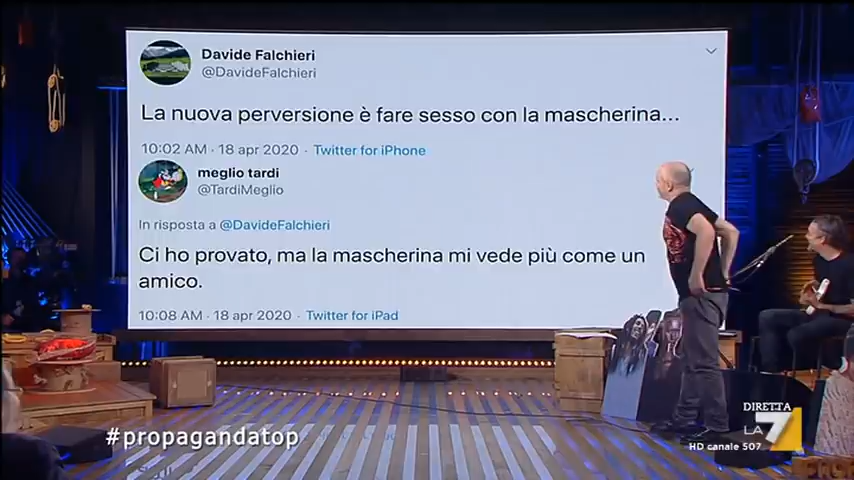 Davide Falchieri
@DavideFalchieri
La nuova perversione è fare sesso con la mascherina...
10:02 AM · 18 apr 2020 · Twitter for iPhone
meglio tardi
@TardiMeglio
In risposta a @DavideFalchieri
Ci ho provato, ma la mascherina mi vede più come un
amico.
10:08 AM · 18 apr 2020 · Twitter for iPad
#propagandatop
DIRETTA
LA 7
HD canale 507